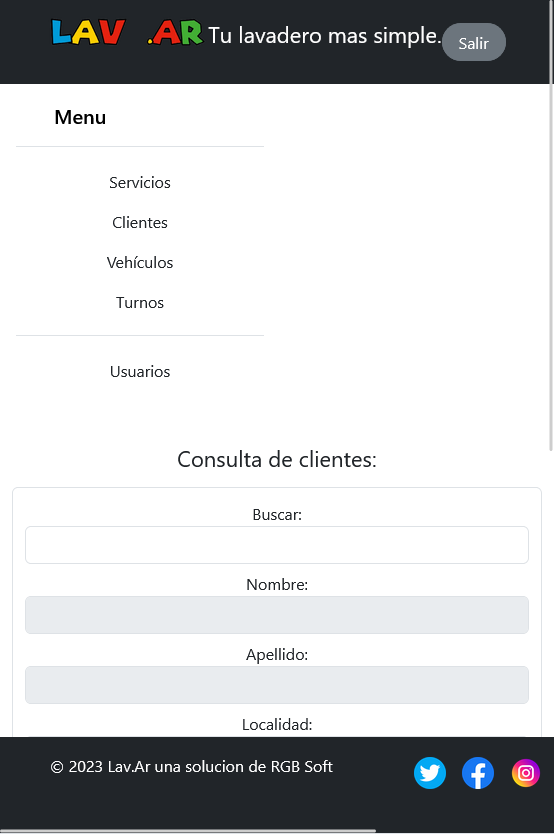 LAV .AR Tu lavadero mas simple. Salir
Menu
Servicios
Clientes
Vehículos
Turnos
Usuarios
Consulta de clientes:
Buscar:
Nombre:
Apellido:
Localidad:
© 2023 Lav.Ar una solucion de RGB Soft